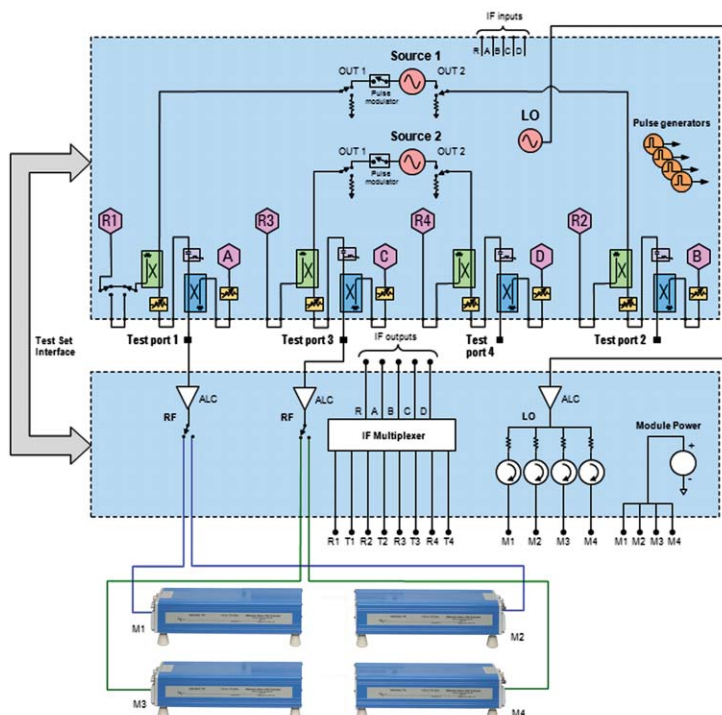 IF inputs
R A B C D
Source 1
OUT 1
OUT 2
Pulse
modulator
LO
Source 2
OUT 1
OUT 2
Pulse
modulator
Pulse generators
R1
R3
R4
R2
A
C
D
B
Test Set
Interface
Test port 1
Test port 3
Test
port 4
Test port 2
IF outputs
ALC
RF
ALC
RF
R A B C D
IF Multiplexer
ALC
LO
Module Power
+
-
R1 T1 R2 T2 R3 T3 R4 T4
M1 M2 M3 M4
M1 M2 M3 M4
M1
M2
M3
M4